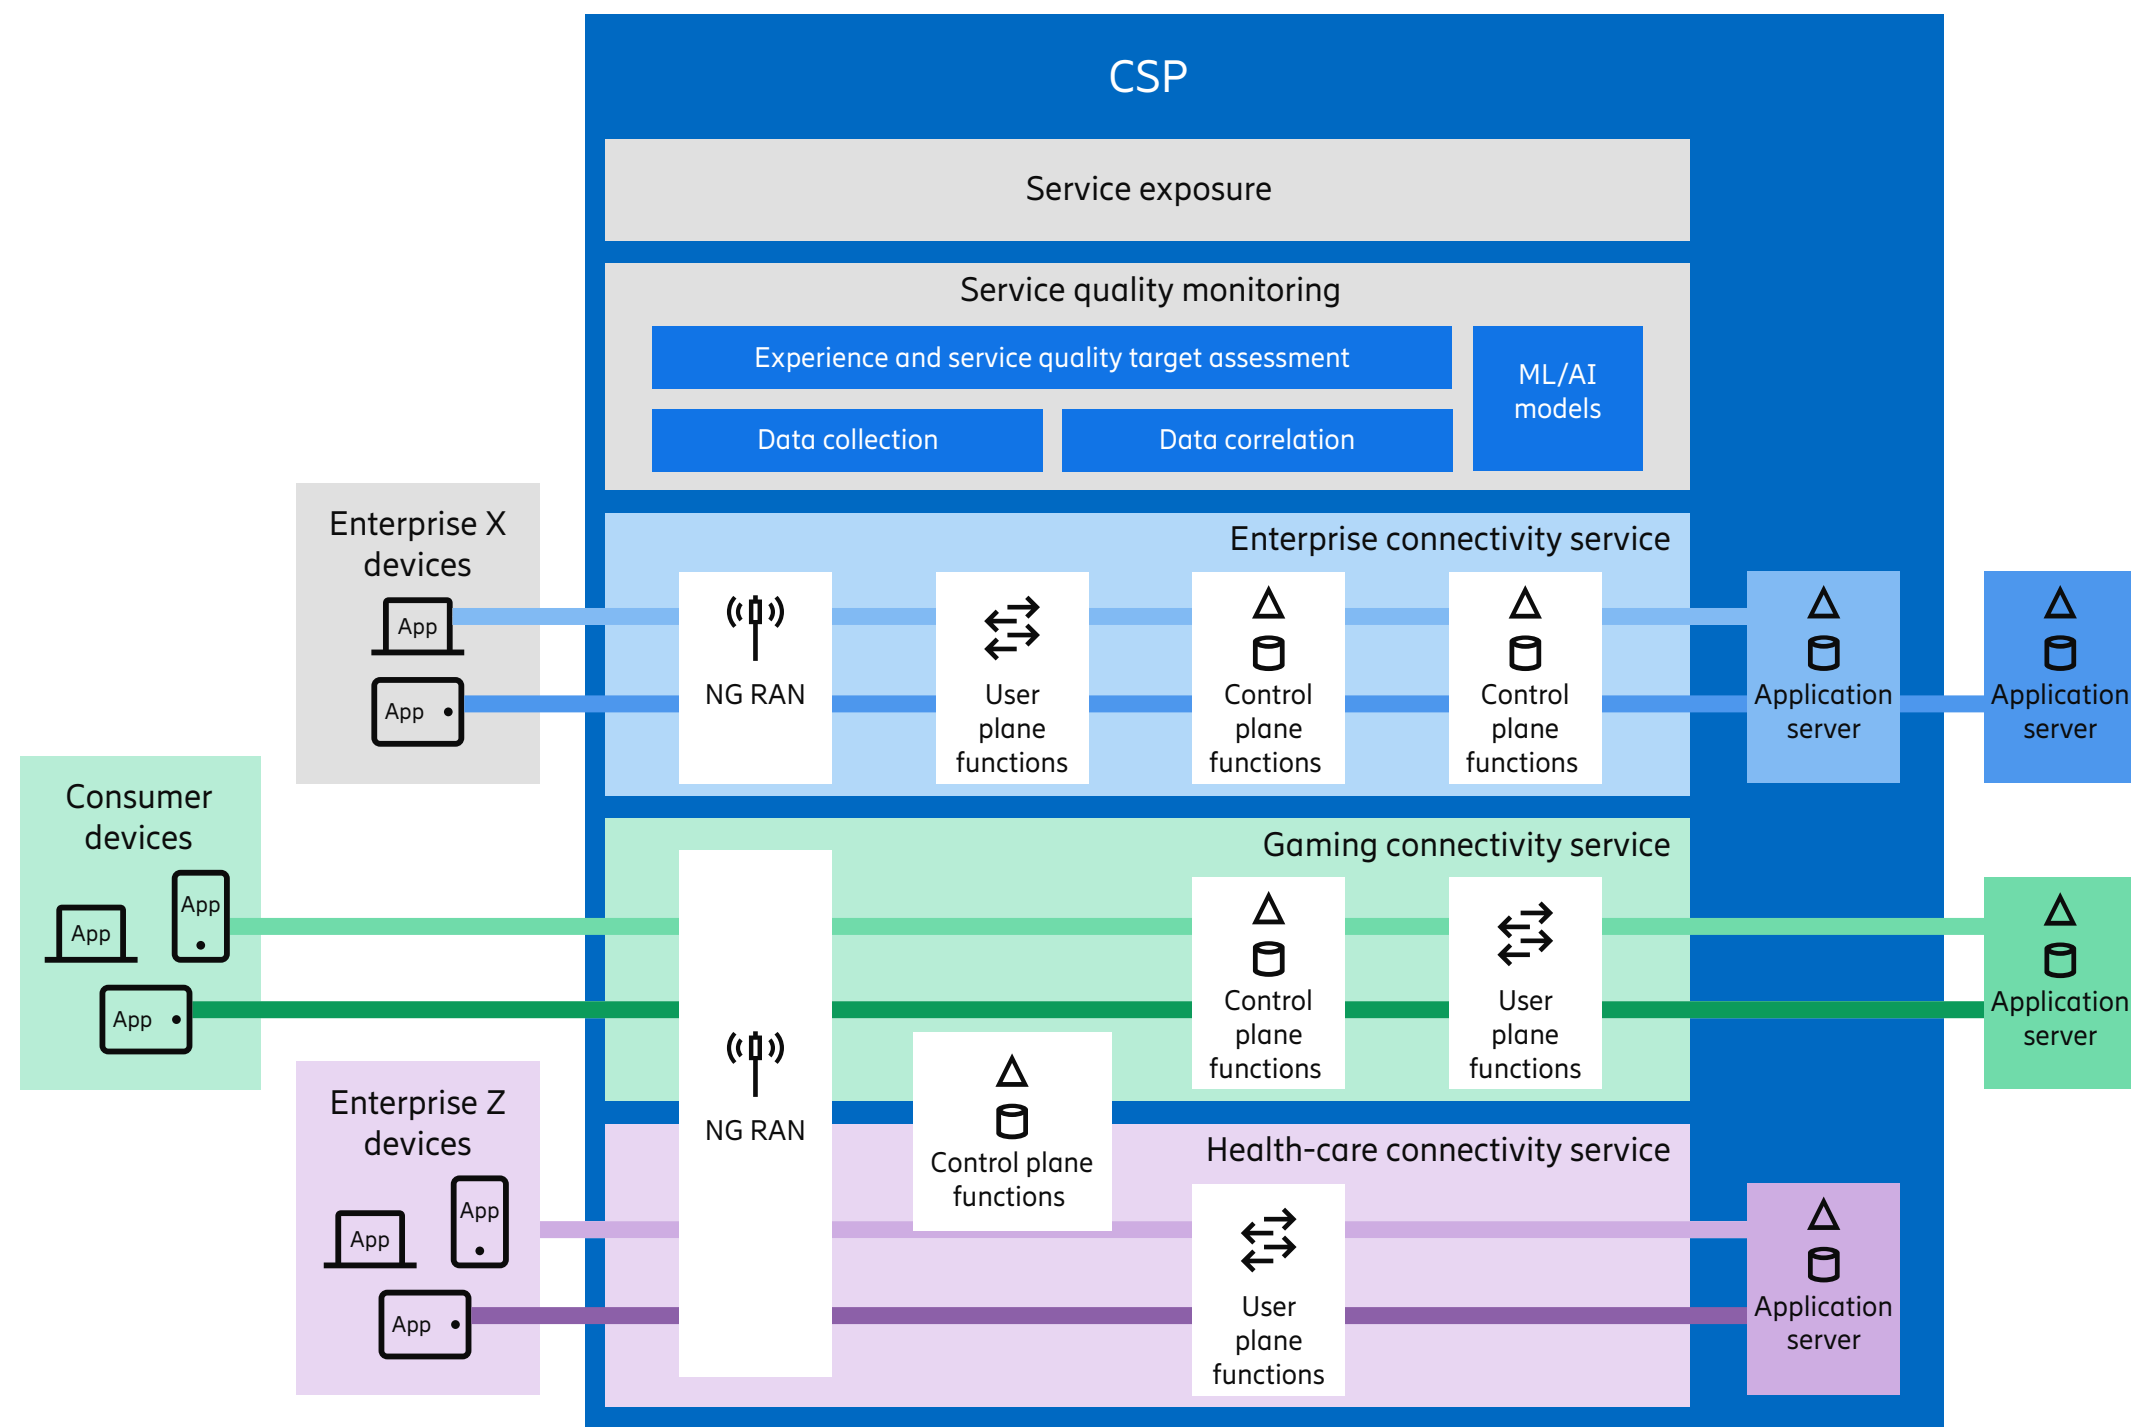 CSP
Service exposure
Service quality monitoring
Experience and service quality target assessment
ML/AI
models
Data collection
Data correlation
Enterprise X
devices
App
App
Enterprise connectivity service
NG RAN
User
plane
functions
Control
plane
functions
Control
plane
functions
Application
server
Application
server
Consumer
devices
App
App
App
Gaming connectivity service
Control
plane
functions
User
plane
functions
Application
server
NG RAN
Control plane
functions
Enterprise Z
devices
App
App
App
Health-care connectivity service
User
plane
functions
Application
server